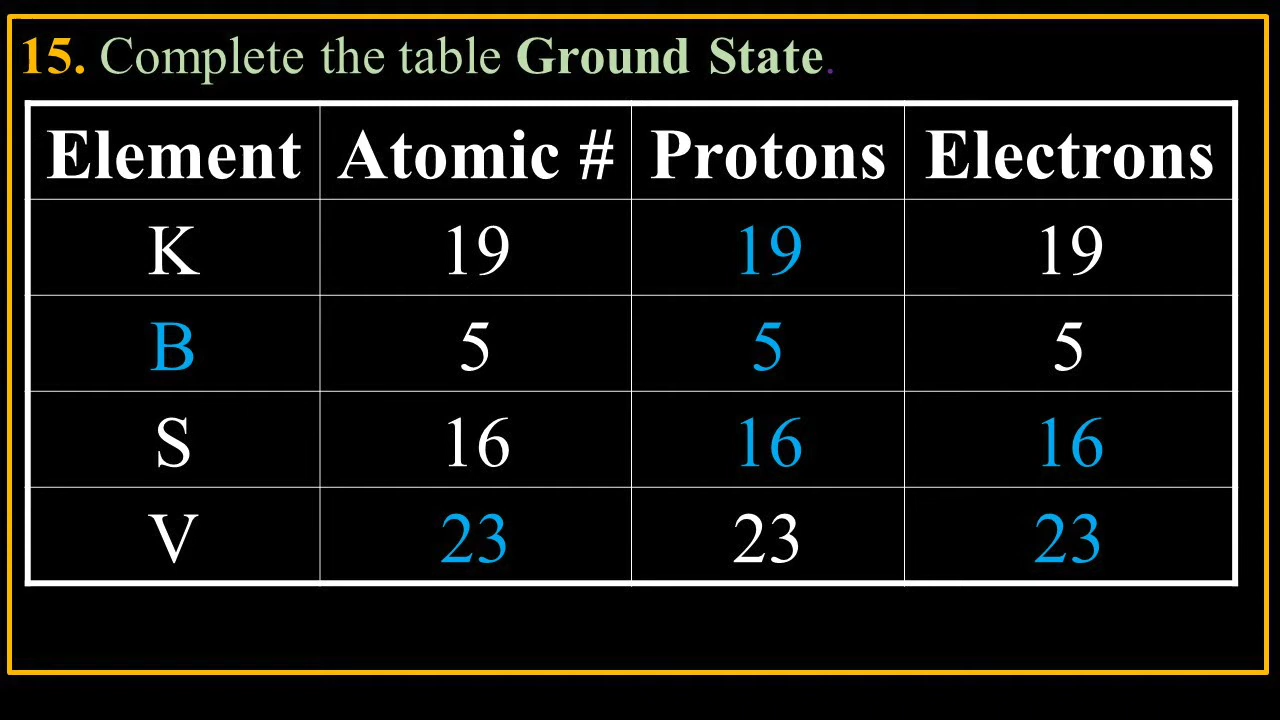 15. Complete the table Ground State.
Element Atomic # Protons Electrons
K 19 19 19
B 5 5 5
S 16 16 16
V 23 23 23